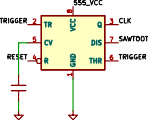 555_VCC
8
TRIGGER 2 TR VCC Q 3 CLK
5 CV DIS 7 SAWTOOT
RESET 4 R GND THR 6 TRIGGER
1